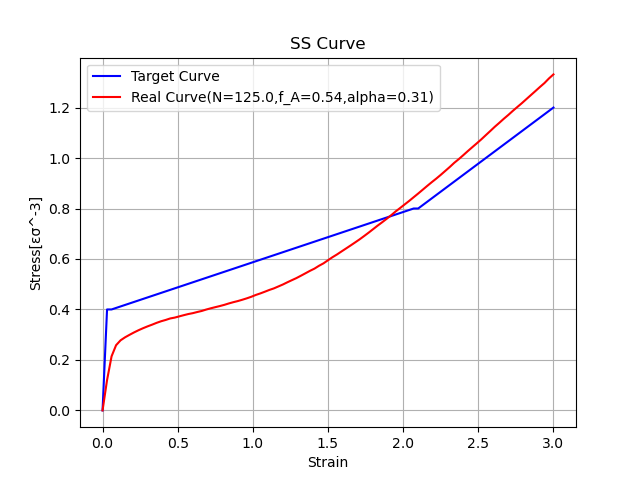 SS Curve
Target Curve
Real Curve(N=125.0,f_A=0.54,alpha=0.31)
Stress[εσ^-3]
1.2
1.0
0.8
0.6
0.4
0.2
0.0
0.0 0.5 1.0 1.5 2.0 2.5 3.0
Strain